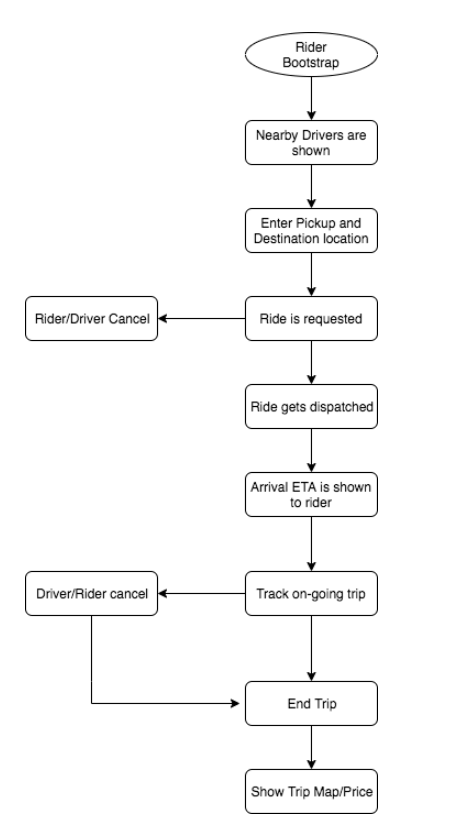 Rider
Bootstrap
Nearby Drivers are
shown
Enter Pickup and
Destination location
Rider/Driver Cancel
Ride is requested
Ride gets dispatched
Arrival ETA is shown
to rider
Driver/Rider cancel
Track on-going trip
End Trip
Show Trip Map/Price